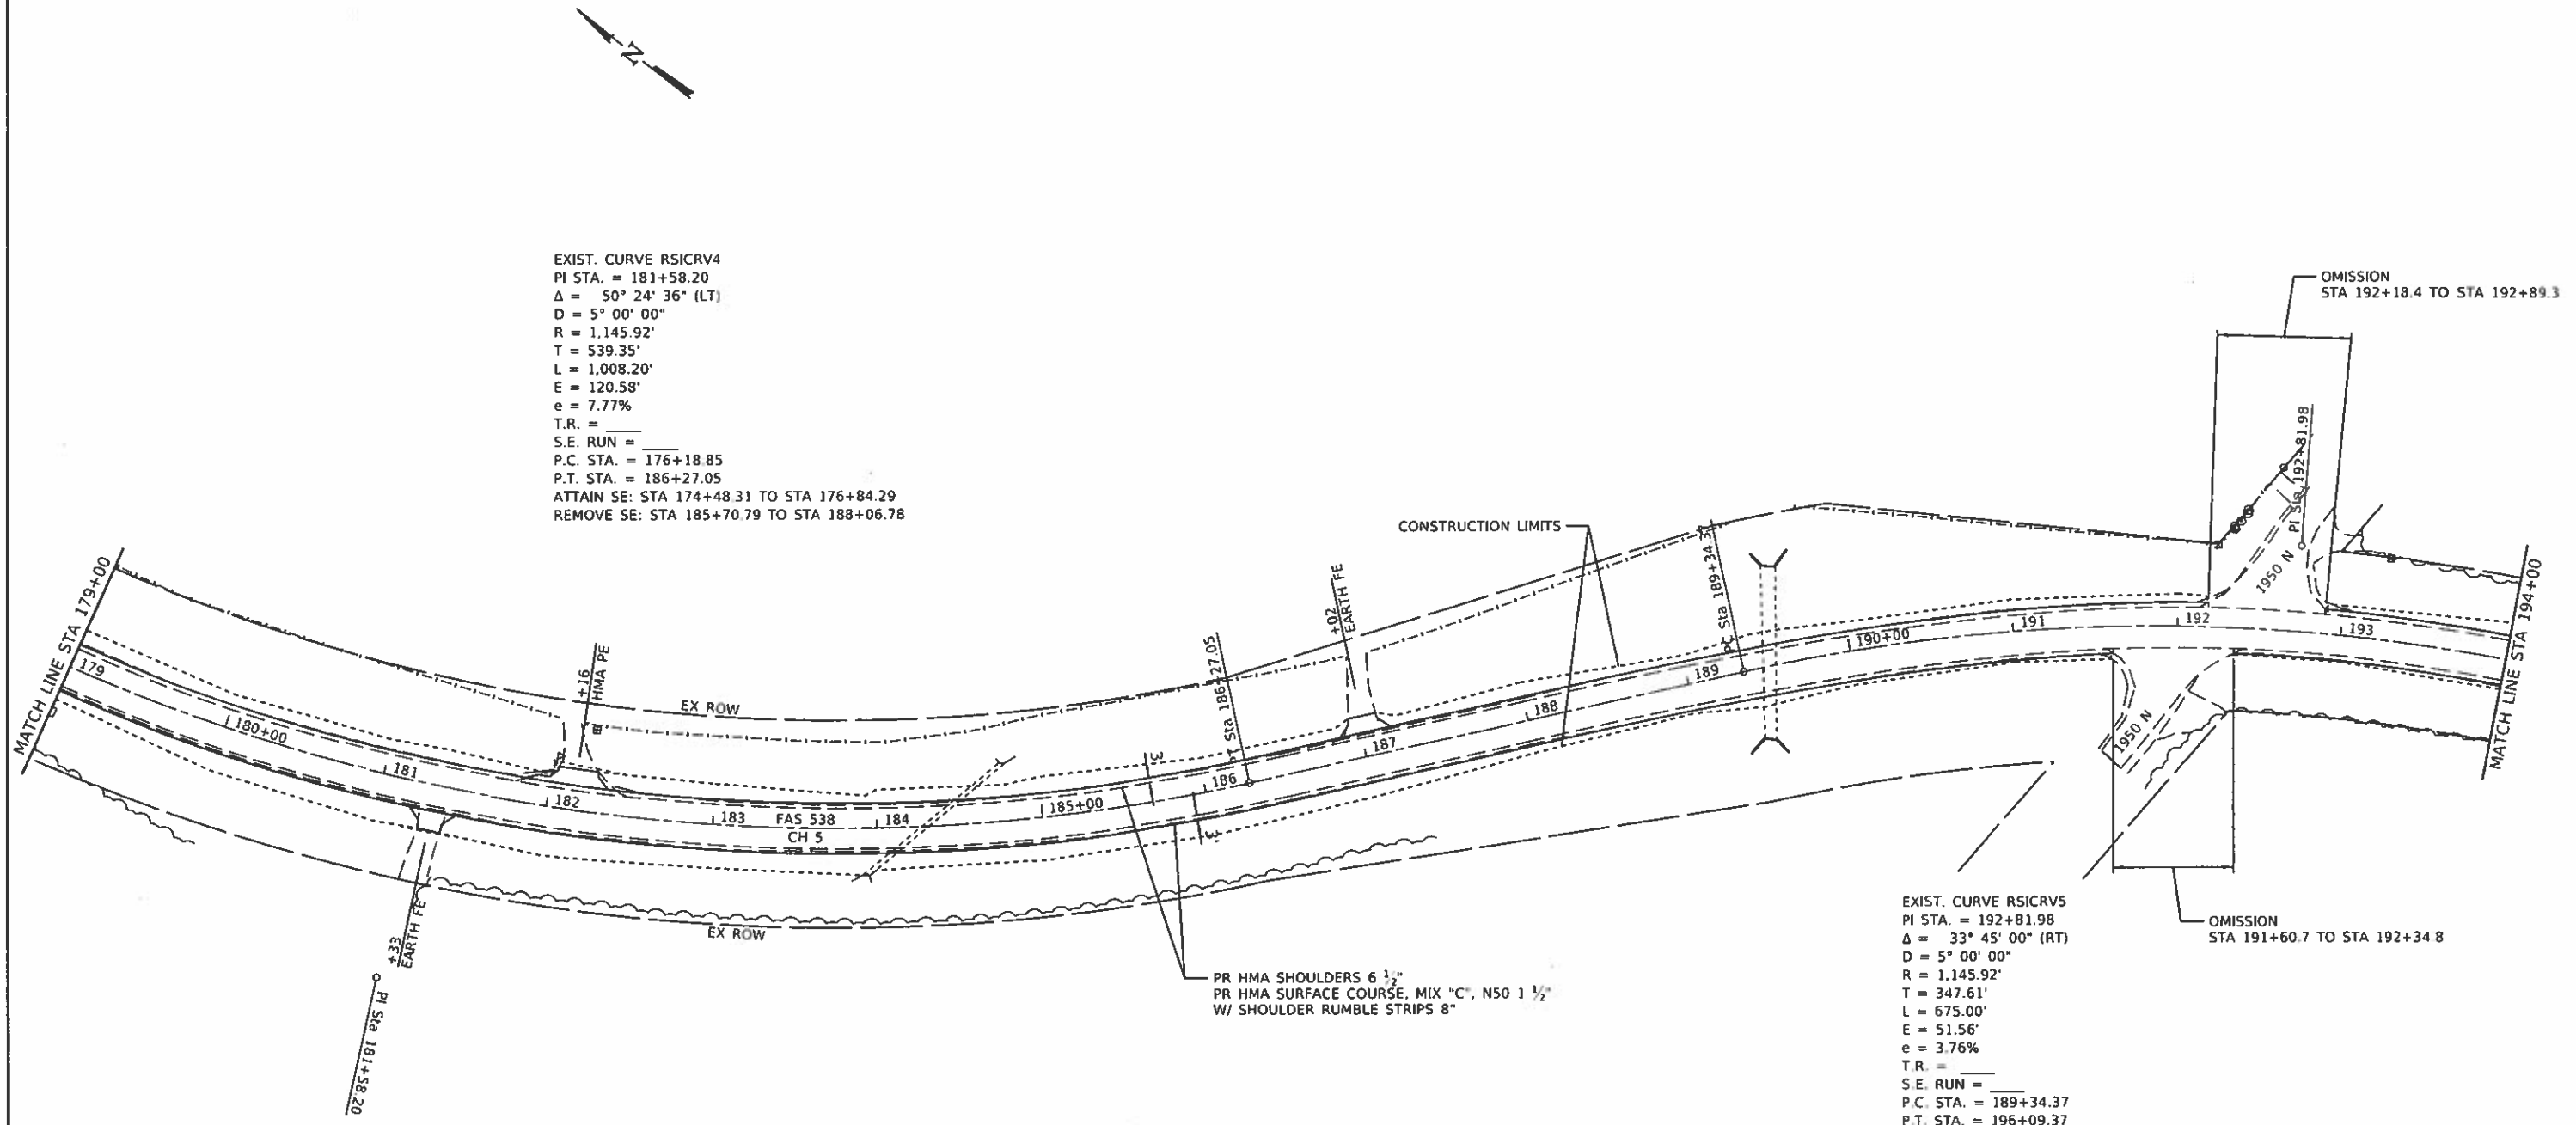 N
EXIST. CURVE RSICRV4
PI STA. = 181+58.20
Δ = 50° 24' 36" (LT)
D = 5° 00' 00"
R = 1,145.92'
T = 539.35'
L = 1,008.20'
E = 120.58'
e = 7.77%
T.R. = ____
S.E. RUN = ____
P.C. STA. = 176+18.85
P.T. STA. = 186+27.05
ATTAIN SE: STA 174+48.31 TO STA 176+84.29
REMOVE SE: STA 185+70.79 TO STA 188+06.78
OMISSION
STA 192+18.4 TO STA 192+89.3
CONSTRUCTION LIMITS
MATCH LINE STA 179+00
179
180+00
181
182
183
184
185+00
186
187
188
189
190+00
191
192
193
FAS 538
CH 5
+16
HMA PE
EX ROW
3'
3'
PT Sta 186+27.05
+02
EARTH FE
PC Sta 189+34.3
PI Sta 192+81.98
1950 N
1950 N
MATCH LINE STA 194+00
+33
EARTH FE
PI Sta 181+58.20
EX ROW
PR HMA SHOULDERS 6 1/2"
PR HMA SURFACE COURSE, MIX "C", N50 1 1/2"
W/ SHOULDER RUMBLE STRIPS 8"
OMISSION
STA 191+60.7 TO STA 192+34.8
EXIST. CURVE RSICRV5
PI STA. = 192+81.98
Δ = 33° 45' 00" (RT)
D = 5° 00' 00"
R = 1,145.92'
T = 347.61'
L = 675.00'
E = 51.56'
e = 3.76%
T.R. = ____
S.E. RUN = ____
P.C. STA. = 189+34.37
P.T. STA. = 196+09.37